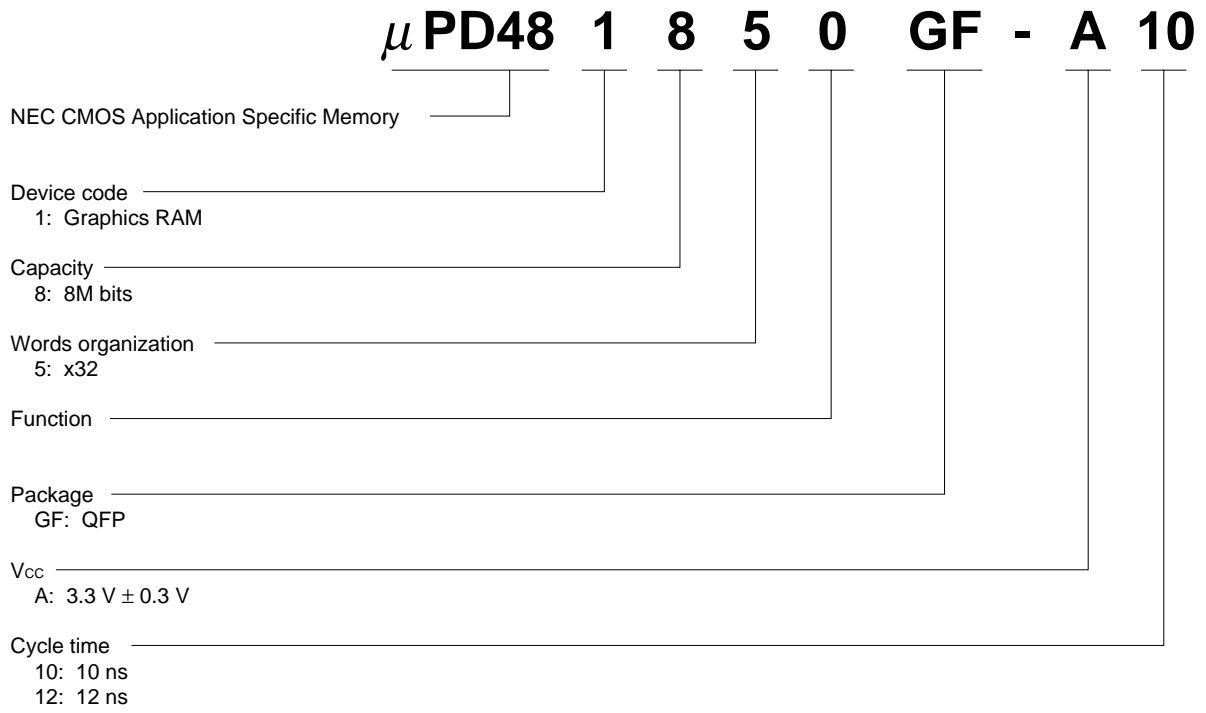 μPD48 1 8 5 0 GF - A 10
NEC CMOS Application Specific Memory
Device code
1: Graphics RAM
Capacity
8: 8M bits
Words organization
5: x32
Function
Package
GF: QFP
Vcc
A: 3.3 V ± 0.3 V
Cycle time
10: 10 ns
12: 12 ns